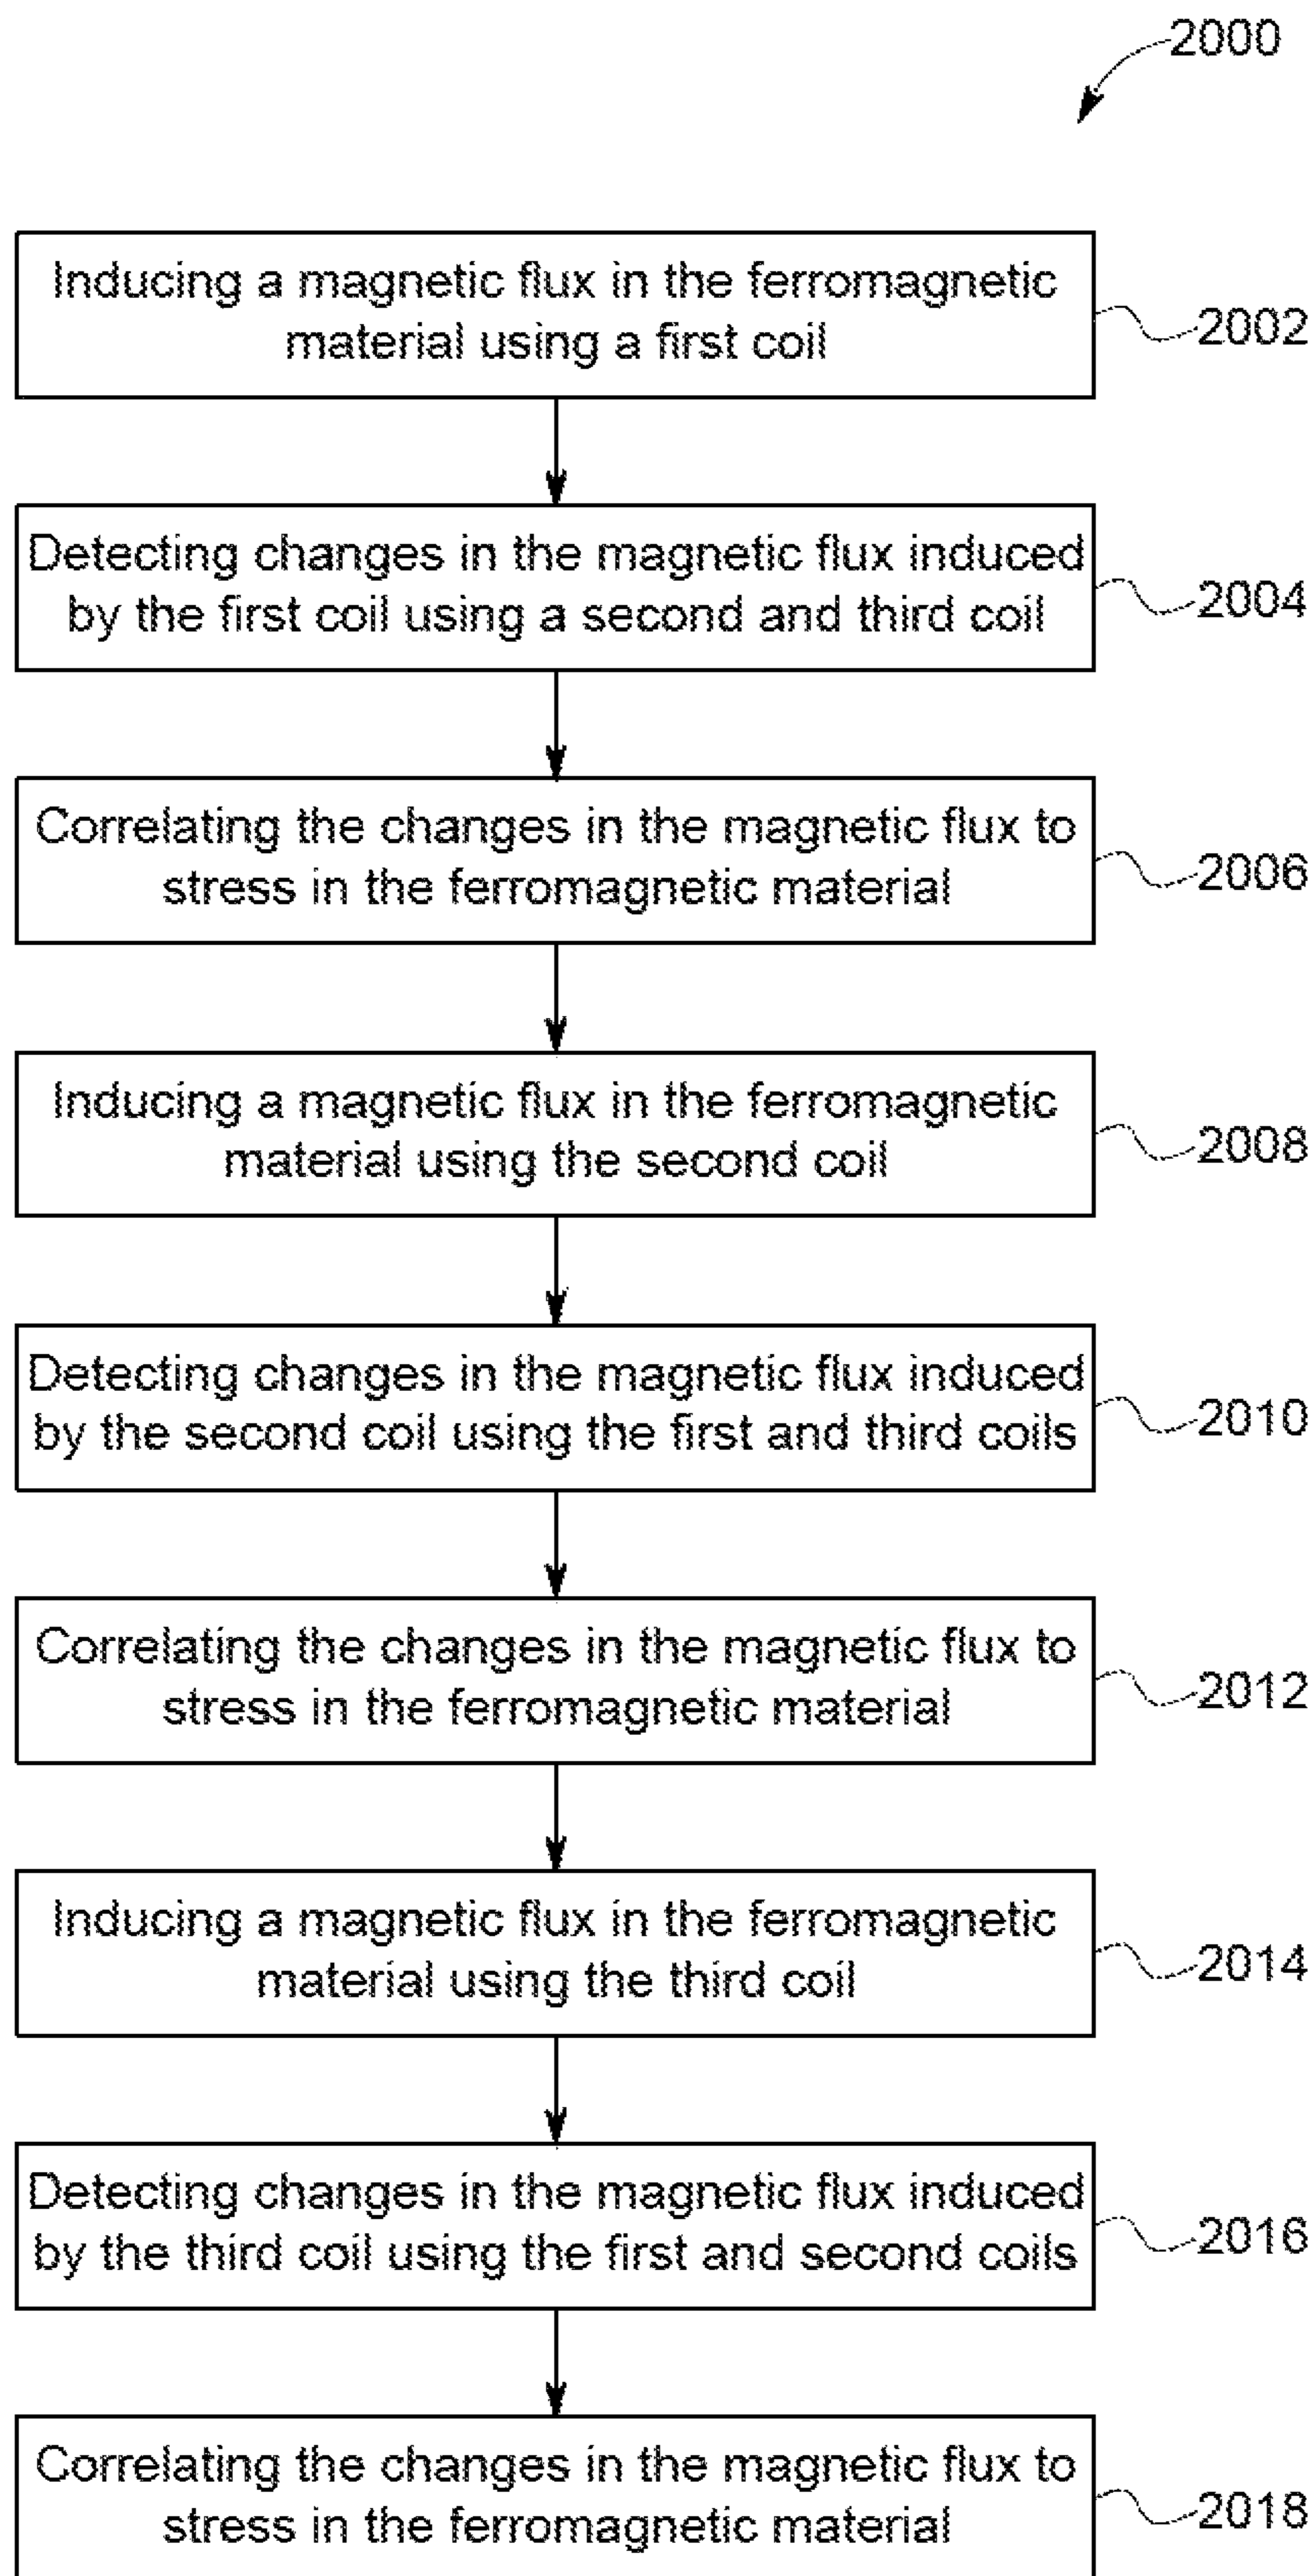 2000
Inducing a magnetic flux in the ferromagnetic
material using a first coil
2002
Detecting changes in the magnetic flux induced
by the first coil using a second and third coil
2004
Correlating the changes in the magnetic flux to
stress in the ferromagnetic material
2006
Inducing a magnetic flux in the ferromagnetic
material using the second coil
2008
Detecting changes in the magnetic flux induced
by the second coil using the first and third coils
2010
Correlating the changes in the magnetic flux to
stress in the ferromagnetic material
2012
Inducing a magnetic flux in the ferromagnetic
material using the third coil
2014
Detecting changes in the magnetic flux induced
by the third coil using the first and second coils
2016
Correlating the changes in the magnetic flux to
stress in the ferromagnetic material
2018